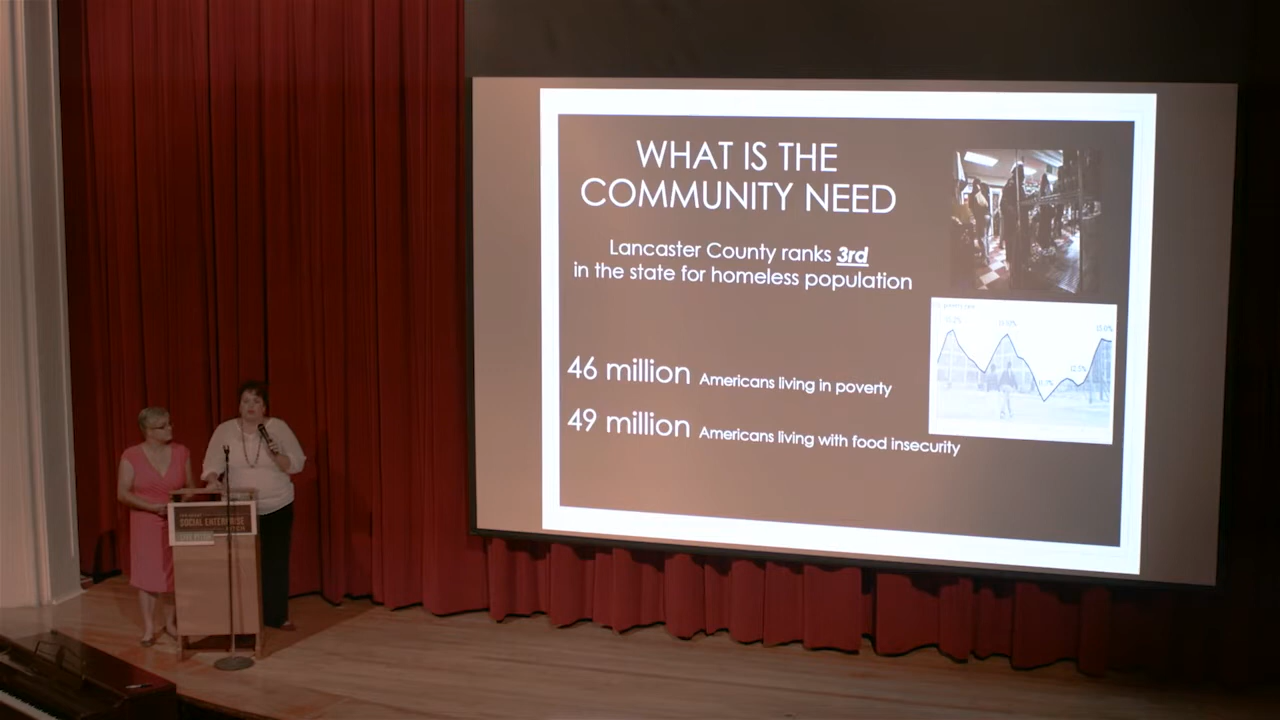 WHAT IS THE
COMMUNITY NEED
Lancaster County ranks 3rd
in the state for homeless population
46 million Americans living in poverty
49 million Americans living with food insecurity
SOCIAL ENTERPRISE
PITCH